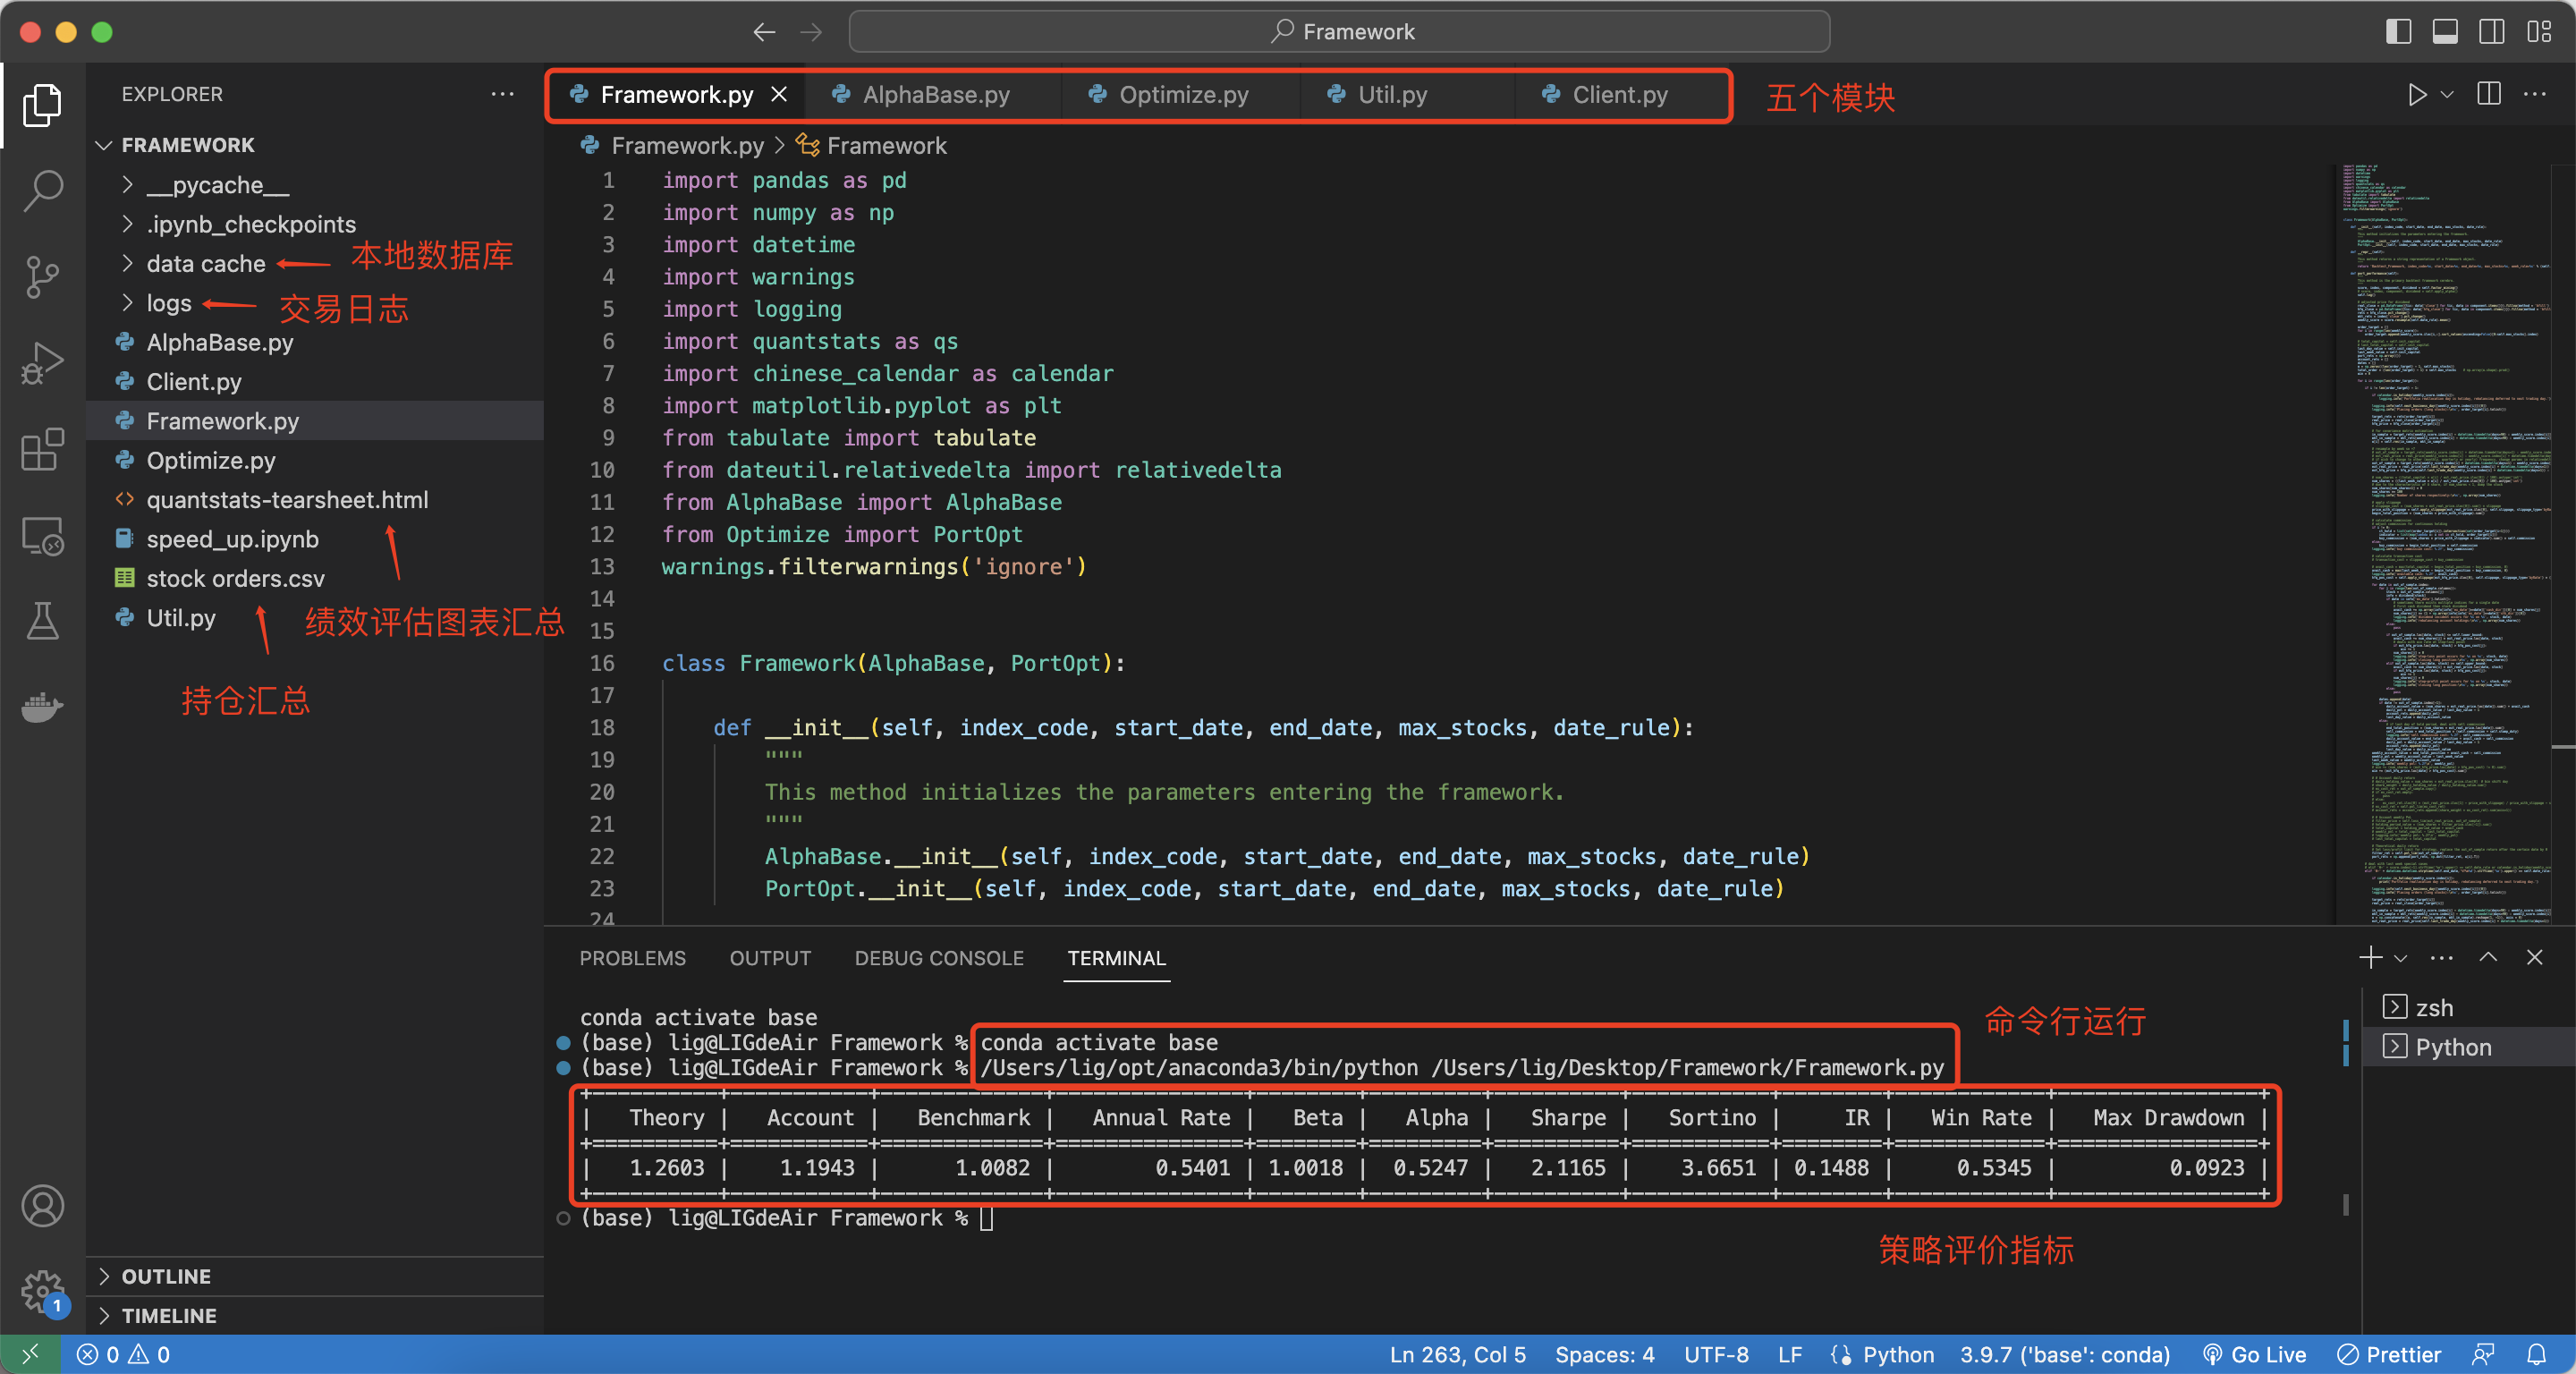 Framework
EXPLORER
FRAMEWORK
__pycache__
.ipynb_checkpoints
data cache
本地数据库
logs
交易日志
AlphaBase.py
Client.py
Framework.py
Optimize.py
quantstats-tearsheet.html
speed_up.ipynb
stock orders.csv
绩效评估图表汇总
Util.py
持仓汇总
OUTLINE
TIMELINE
Framework.py AlphaBase.py Optimize.py Util.py Client.py 五个模块
Framework.py > Framework
1 import pandas as pd
2 import numpy as np
3 import datetime
4 import warnings
5 import logging
6 import quantstats as qs
7 import chinese_calendar as calendar
8 import matplotlib.pyplot as plt
9 from tabulate import tabulate
10 from dateutil.relativedelta import relativedelta
11 from AlphaBase import AlphaBase
12 from Optimize import PortOpt
13 warnings.filterwarnings('ignore')
14
15
16 class Framework(AlphaBase, PortOpt):
17
18 def __init__(self, index_code, start_date, end_date, max_stocks, date_rule):
19 """
20 This method initializes the parameters entering the framework.
21 """
22 AlphaBase.__init__(self, index_code, start_date, end_date, max_stocks, date_rule)
23 PortOpt.__init__(self, index_code, start_date, end_date, max_stocks, date_rule)
24
PROBLEMS OUTPUT DEBUG CONSOLE TERMINAL
conda activate base
命令行运行
(base) lig@LIGdeAir Framework % conda activate base
(base) lig@LIGdeAir Framework % /Users/lig/opt/anaconda3/bin/python /Users/lig/Desktop/Framework/Framework.py
| Theory | Account | Benchmark | Annual Rate | Beta | Alpha | Sharpe | Sortino | IR | Win Rate | Max Drawdown |
| 1.2603 | 1.1943 | 1.0082 | 0.5401 | 1.0018 | 0.5247 | 2.1165 | 3.6651 | 0.1488 | 0.5345 | 0.0923 |
(base) lig@LIGdeAir Framework %
策略评价指标
zsh
Python
1
0 0 Ln 263, Col 5 Spaces: 4 UTF-8 LF Python 3.9.7 ('base': conda) Go Live Prettier